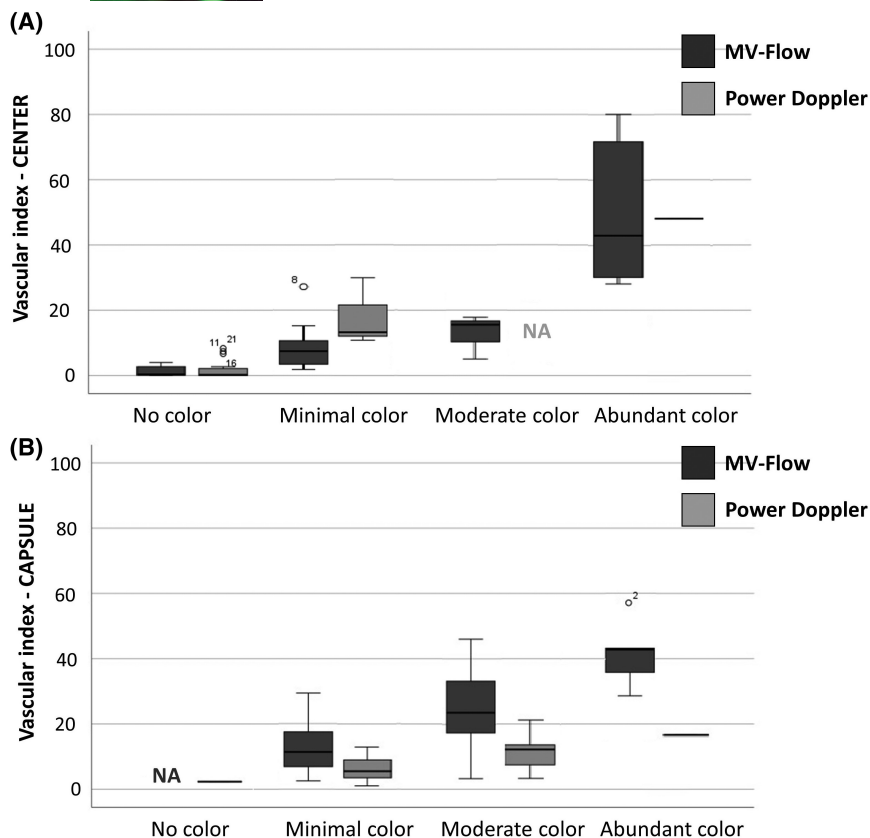 (A)
100
80
60
40
20
0
Vascular index - CENTER
MV-Flow
Power Doppler
8
11 21
16
NA
No color Minimal color Moderate color Abundant color
(B)
100
80
60
40
20
0
Vascular index - CAPSULE
MV-Flow
Power Doppler
2
NA
No color Minimal color Moderate color Abundant color